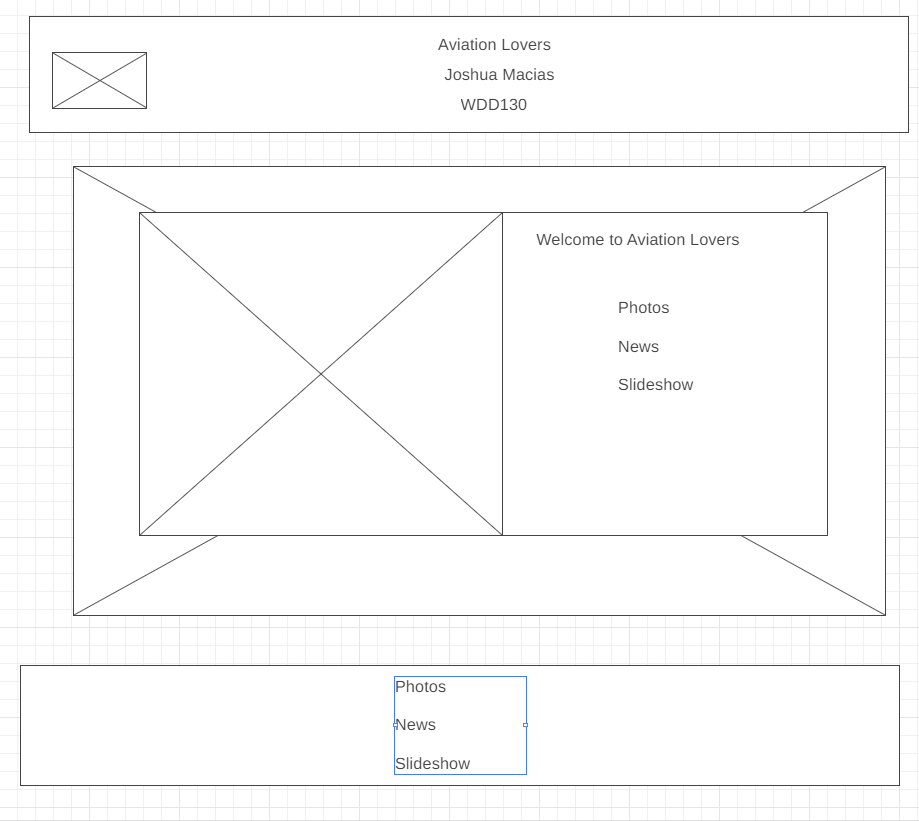 Aviation Lovers
Joshua Macias
WDD130
Welcome to Aviation Lovers
Photos
News
Slideshow
Photos
News
Slideshow